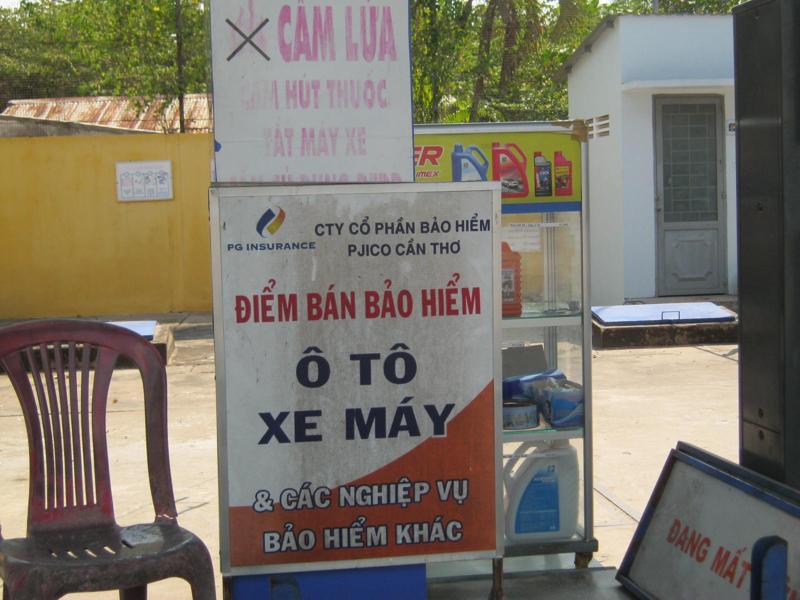 CẤM LỬA
CẤM HÚT THUỐC
TẮT MÁY XE
PG INSURANCE
CTY CỔ PHẦN BẢO HIỂM
PJICO CẦN THƠ
ĐIỂM BÁN BẢO HIỂM
Ô TÔ
XE MÁY
& CÁC NGHIỆP VỤ
BẢO HIỂM KHÁC
ĐANG MẤT